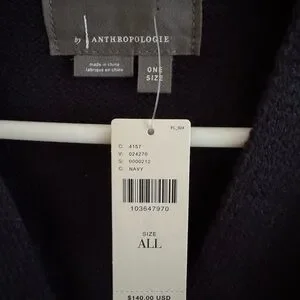 by ANTHROPOLOGIE
made in china
fabriqué en chine
ONE
SIZE
C: 4157
V: 024270
S: 0000212
C: NAVY
103647970
SIZE
ALL
$140.00 USD